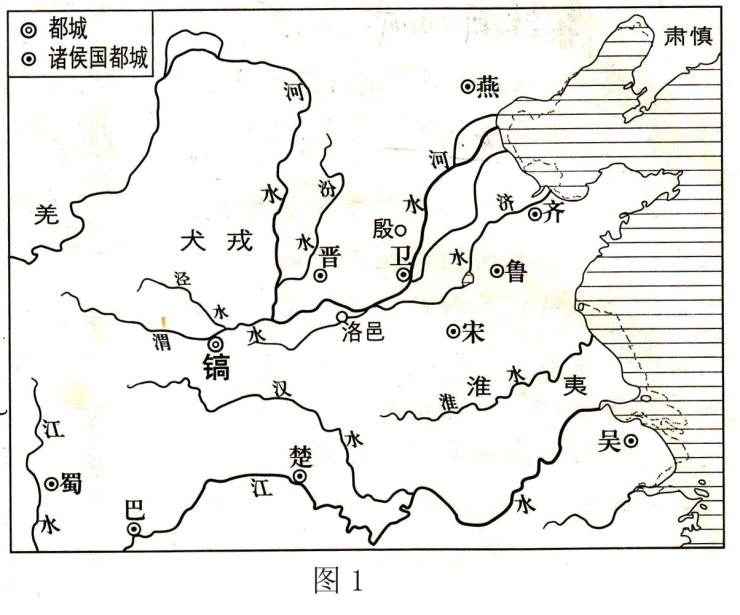 都城
诸侯国都城
肃慎
燕
河
河
水
汾
水
羌
犬戎
殷
水
济
齐
水
晋
卫
水
鲁
泾
水
渭
水
洛邑
宋
镐
汉
水
淮
水
淮
夷
江
水
蜀
楚
江
吴
水
巴
图1